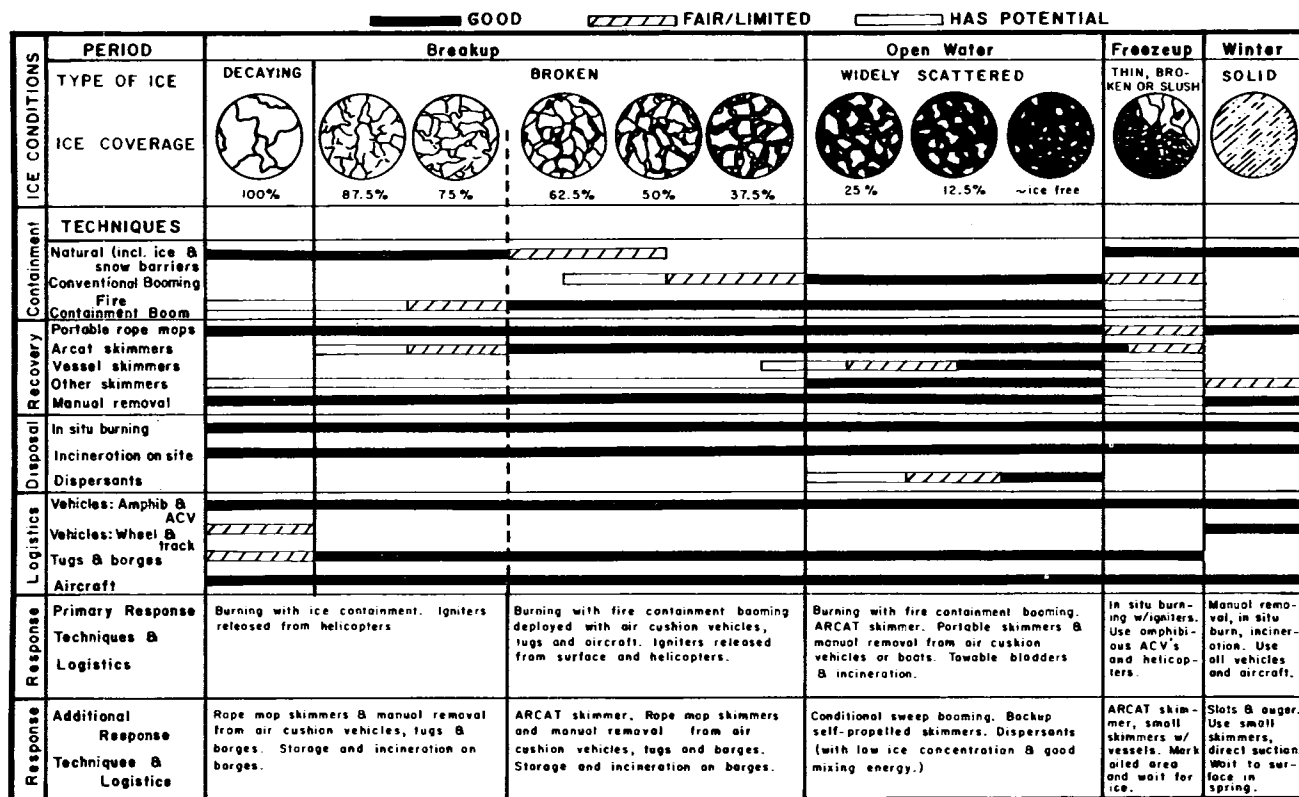 GOOD FAIR/LIMITED HAS POTENTIAL
ICE CONDITIONS
PERIOD Breakup Open Water Freezeup Winter
TYPE OF ICE
DECAYING BROKEN WIDELY SCATTERED
THIN, BRO-
KEN OR SLUSH
SOLID
ICE COVERAGE
100% 87.5% 75% 62.5% 50% 37.5% 25% 12.5% ~ice free
TECHNIQUES
Containment
Natural (incl. ice &
snow barriers
Conventional Booming
Fire
Containment Boom
Recovery
Portable rope mops
Arcat skimmers
Vessel skimmers
Other skimmers
Manual removal
Disposal
In situ burning
Incineration on site
Dispersants
Logistics
Vehicles: Amphib &
ACV
Vehicles: Wheel &
track
Tugs & borges
Aircraft
Response
Primary Response
Techniques &
Logistics
Burning with ice containment. Igniters
released from helicopters
Burning with fire containment booming
deployed with air cushion vehicles,
tugs and aircraft. Igniters released
from surface and helicopters.
Burning with fire containment booming.
ARCAT skimmer. Portable skimmers &
manual removal from air cushion
vehicles or boats. Towable bladders
& incineration.
In situ burn-
ing w/igniters.
Use amphibi-
ous ACV's
and helicop-
ters.
Manual remo-
val, in situ
burn, inciner-
ation. Use
all vehicles
and aircraft.
Response
Additional
Response
Techniques &
Logistics
Rope mop skimmers & manual removal
from air cushion vehicles, tugs &
barges. Storage and incineration on
barges.
ARCAT skimmer. Rope mop skimmers
and manual removal from air
cushion vehicles, tugs and barges.
Storage and incineration on barges.
Conditional sweep booming. Backup
self-propelled skimmers. Dispersants
(with low ice concentration & good
mixing energy.)
ARCAT skim-
mer, small
skimmers w/
vessels. Mark
oiled area
and wait for
ice.
Slots & auger.
Use small
skimmers,
direct suction.
Wait to sur-
face in
spring.